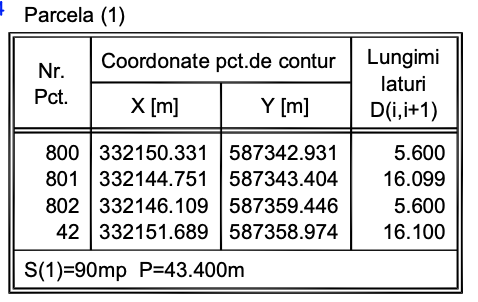 Parcela (1)
Nr. Pct. Coordonate pct.de contur Lungimi laturi D(i,i+1)
X [m] Y [m]
800 332150.331 587342.931 5.600
801 332144.751 587343.404 16.099
802 332146.109 587359.446 5.600
42 332151.689 587358.974 16.100
S(1)=90mp P=43.400m